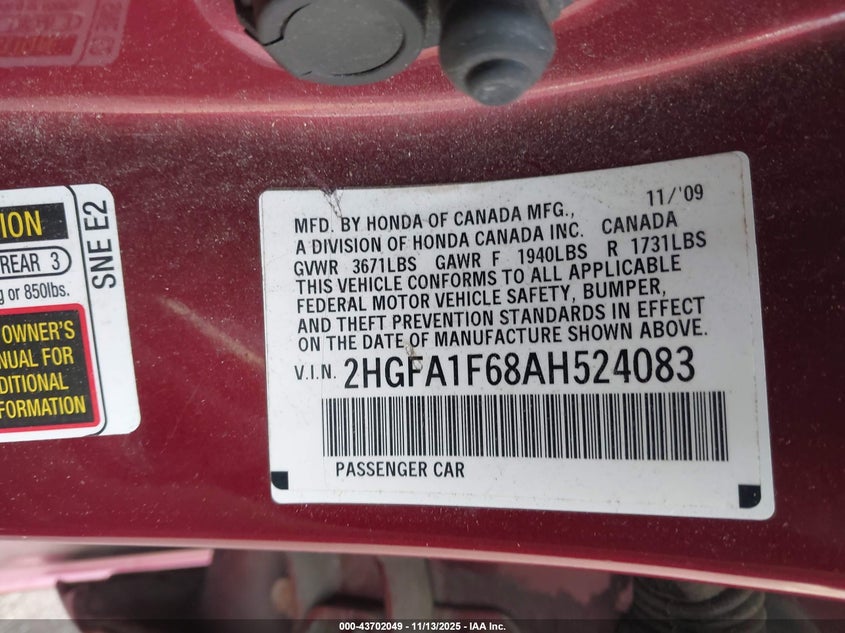 ION
REAR 3
g or 850lbs.
SNE E2
OWNER'S
NUAL FOR
DITIONAL
FORMATION
11/'09
MFD. BY HONDA OF CANADA MFG.,
A DIVISION OF HONDA CANADA INC. CANADA
GVWR 3671LBS GAWR F 1940LBS R 1731LBS
THIS VEHICLE CONFORMS TO ALL APPLICABLE
FEDERAL MOTOR VEHICLE SAFETY, BUMPER,
AND THEFT PREVENTION STANDARDS IN EFFECT
ON THE DATE OF MANUFACTURE SHOWN ABOVE.
V.I.N. 2HGFA1F68AH524083
PASSENGER CAR
000-43702049 - 11/13/2025 - IAA Inc.